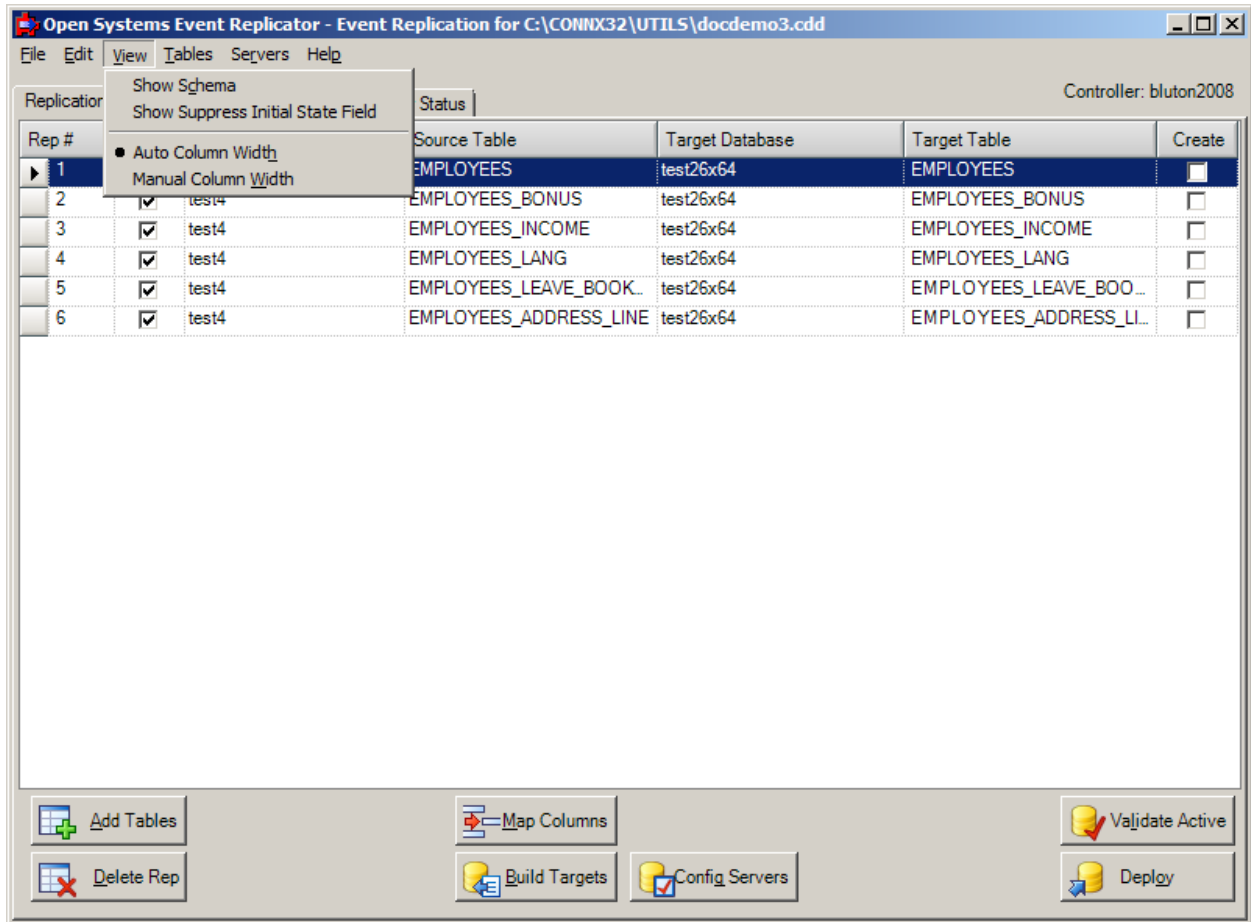 Open Systems Event Replicator - Event Replication for C:\CONNX32\UTILS\docdemo3.cdd
File Edit View Tables Servers Help
Show Schema
Show Suppress Initial State Field
Auto Column Width
Manual Column Width
Replication Status Controller: bluton2008
Rep # Source Table Target Database Target Table Create
1 EMPLOYEES test26x64 EMPLOYEES
2 test4 EMPLOYEES_BONUS test26x64 EMPLOYEES_BONUS
3 test4 EMPLOYEES_INCOME test26x64 EMPLOYEES_INCOME
4 test4 EMPLOYEES_LANG test26x64 EMPLOYEES_LANG
5 test4 EMPLOYEES_LEAVE_BOOK... test26x64 EMPLOYEES_LEAVE_BOO...
6 test4 EMPLOYEES_ADDRESS_LINE test26x64 EMPLOYEES_ADDRESS_LI...
Add Tables Map Columns Validate Active
Delete Rep Build Targets Config Servers Deploy